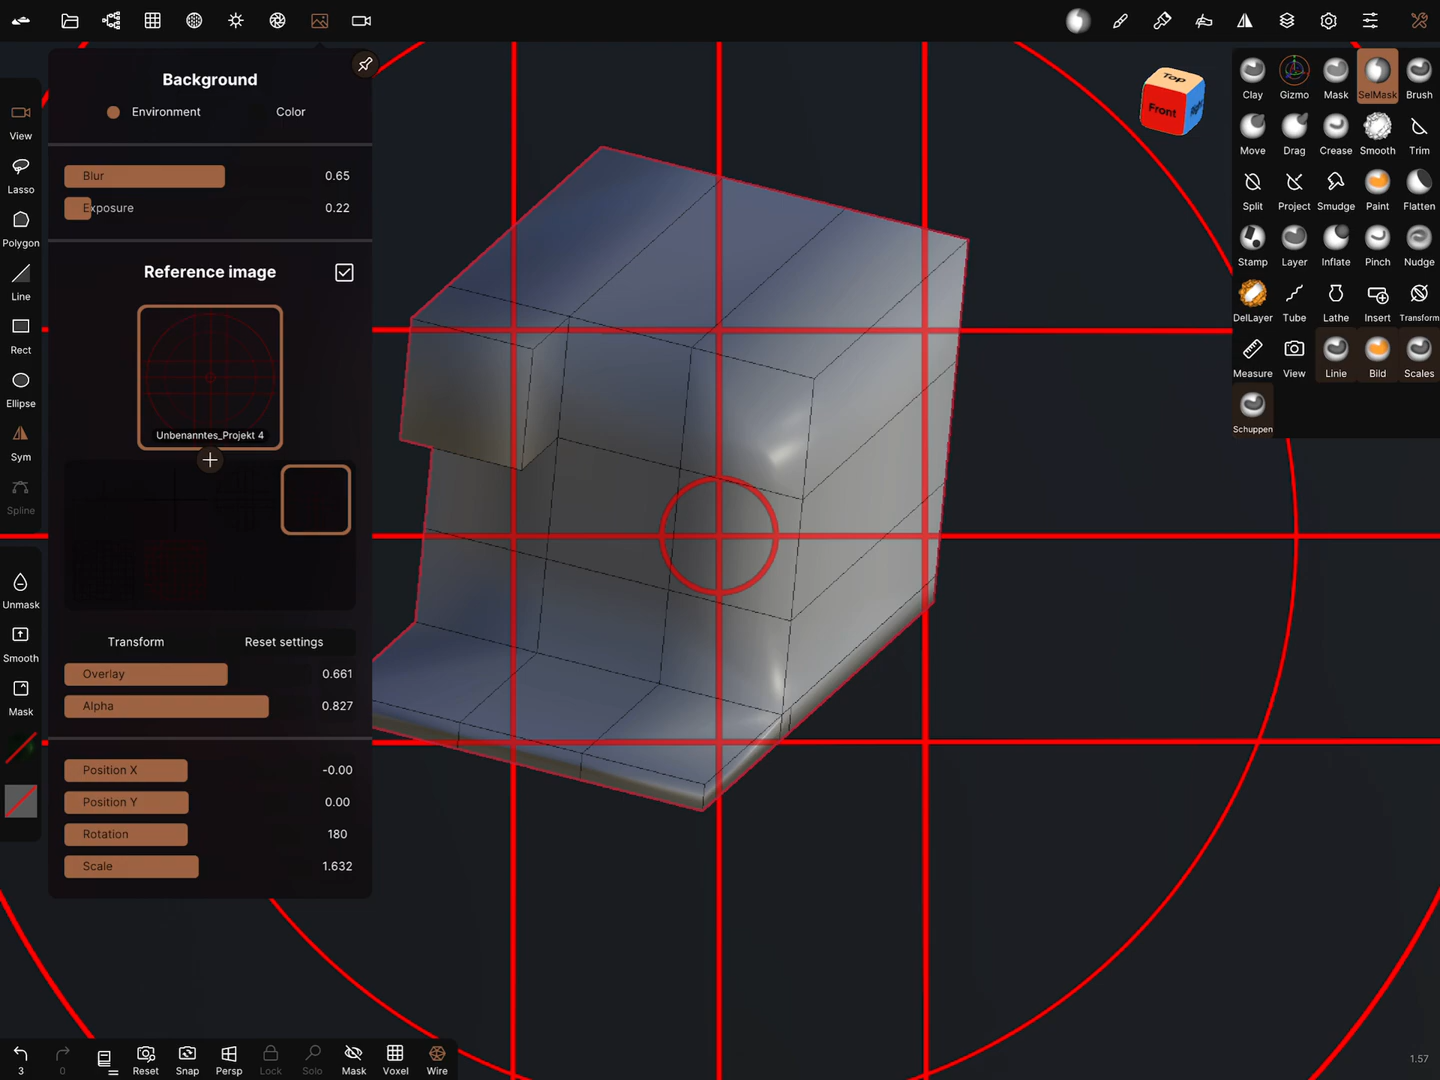 Background
Environment
Color
Blur 0.65
Exposure 0.22
Reference image
Unbenanntes_Projekt 4
Transform
Reset settings
Overlay 0.661
Alpha 0.827
Position X -0.00
Position Y 0.00
Rotation 180
Scale 1.632
View
Lasso
Polygon
Line
Rect
Ellipse
Sym
Spline
Unmask
Smooth
Mask
Top
Front
Right
Clay Gizmo Mask SelMask Brush
Move Drag Crease Smooth Trim
Split Project Smudge Paint Flatten
Stamp Layer Inflate Pinch Nudge
DelLayer Tube Lathe Insert Transform
Measure View Linie Bild Scales
Schuppen
3 0 Reset Snap Persp Lock Solo Mask Voxel Wire
1.57